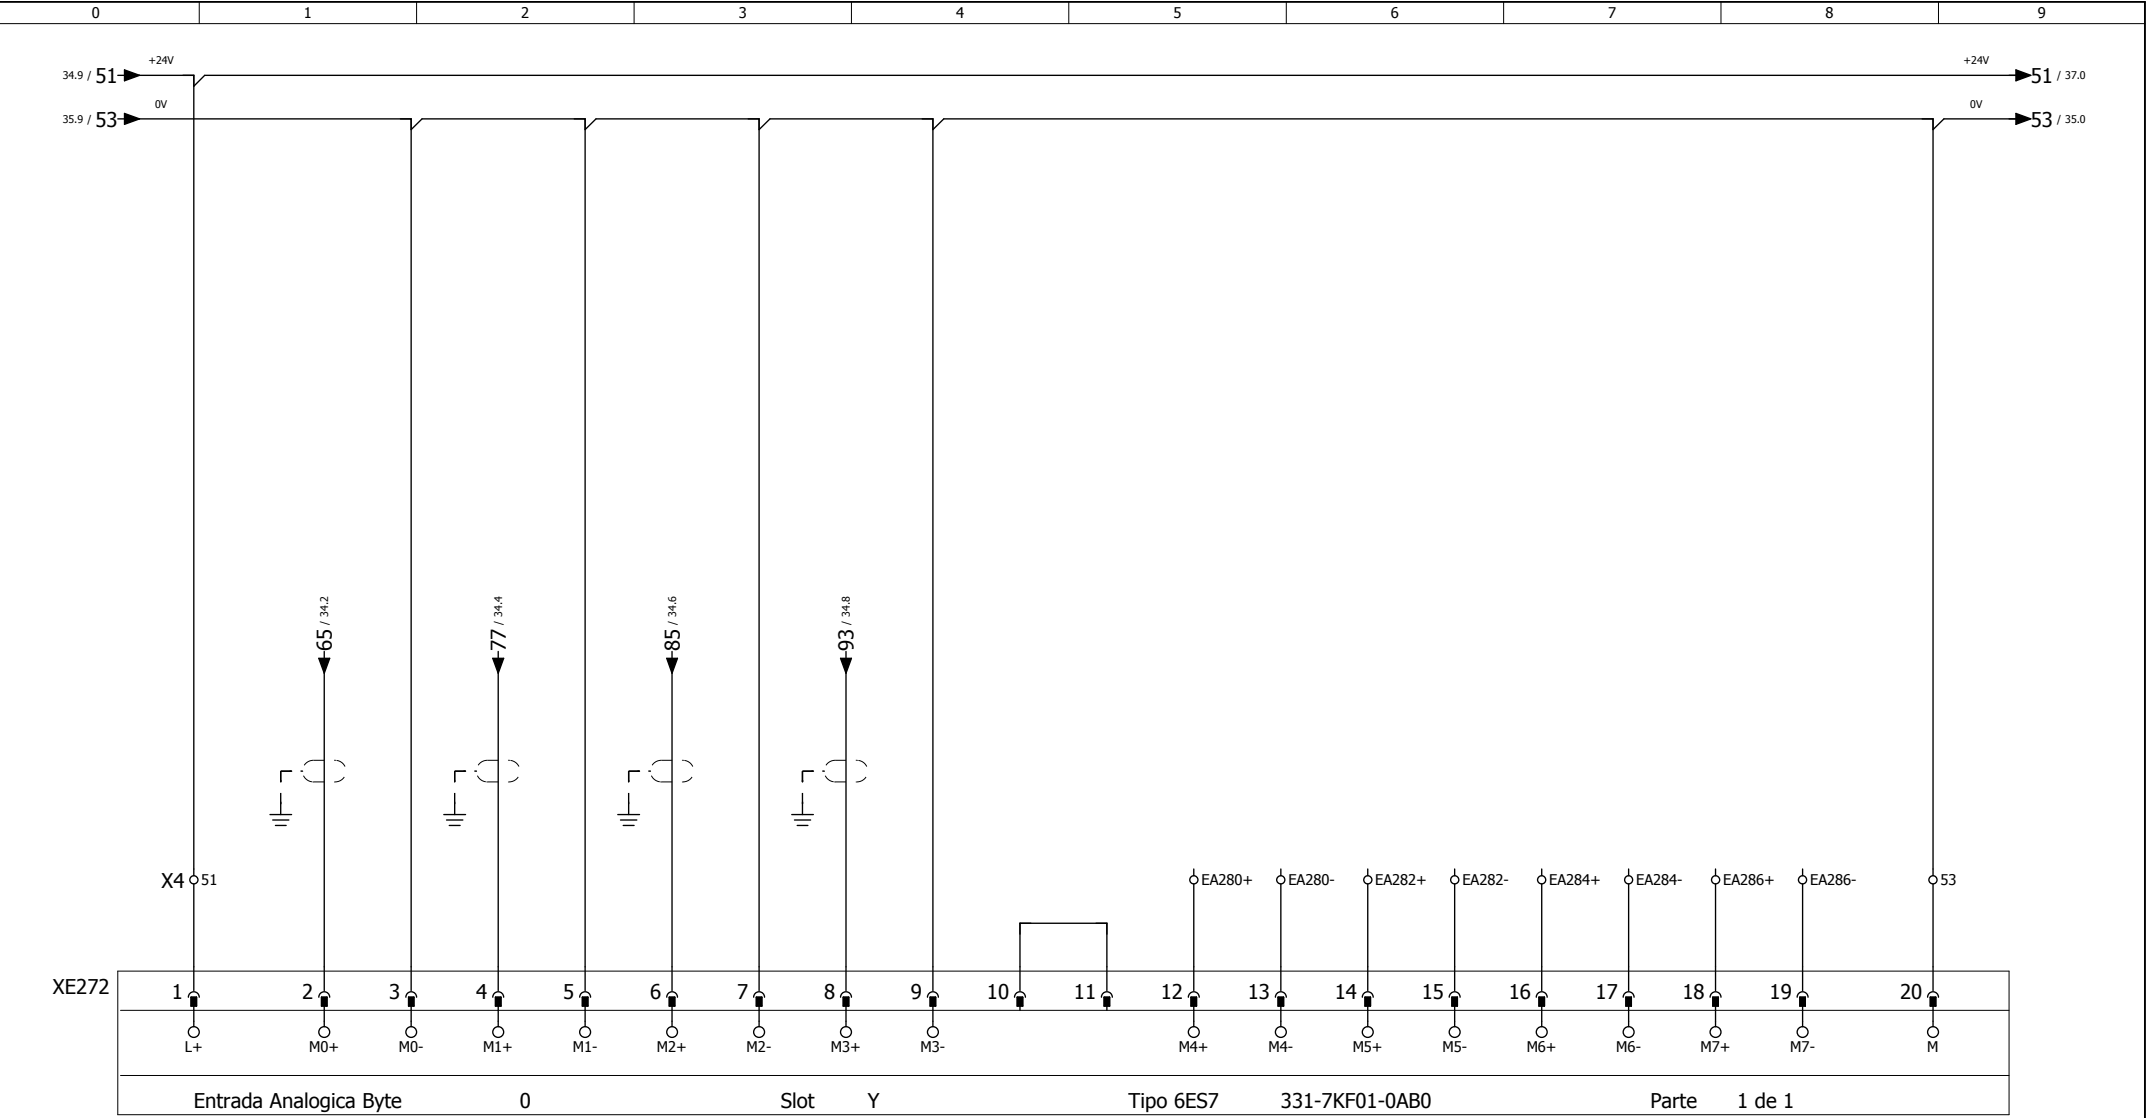 0 1 2 3 4 5 6 7 8 9
+24V +24V
34.9 / 51 51 / 37.0
0V 0V
35.9 / 53 53 / 35.0
65 / 34.2
77 / 34.4
85 / 34.6
93 / 34.8
X4 51 EA280+ EA280- EA282+ EA282- EA284+ EA284- EA286+ EA286- 53
XE272 1 2 3 4 5 6 7 8 9 10 11 12 13 14 15 16 17 18 19 20
L+ M0+ M0- M1+ M1- M2+ M2- M3+ M3- M4+ M4- M5+ M5- M6+ M6- M7+ M7- M
Entrada Analogica Byte 0 Slot Y Tipo 6ES7 331-7KF01-0AB0 Parte 1 de 1